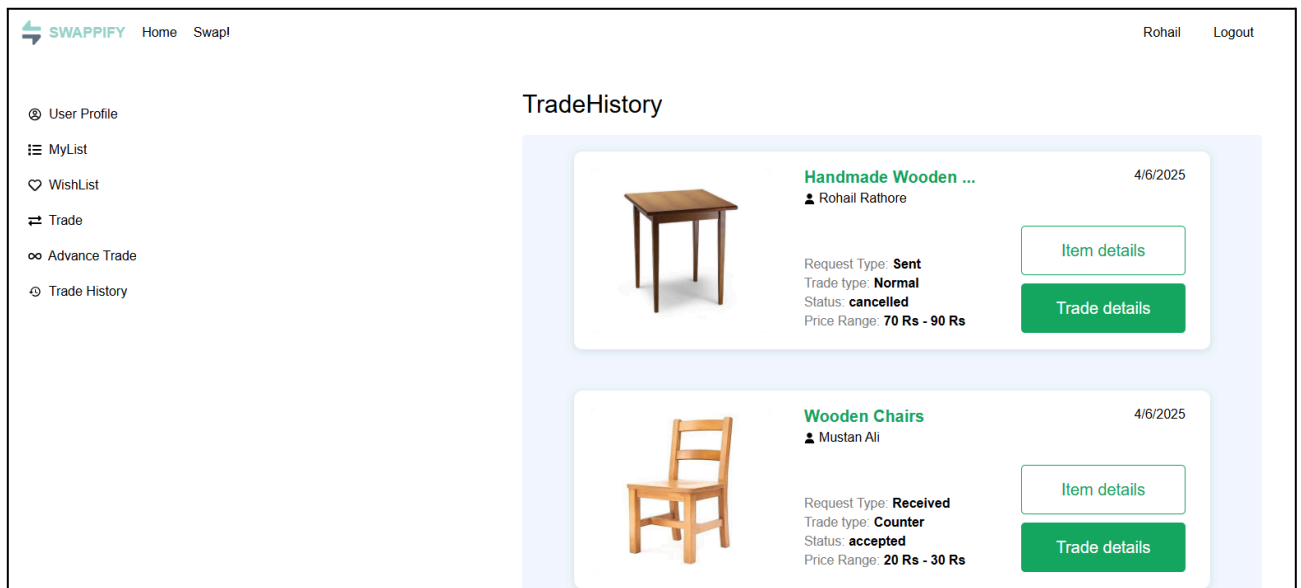 SWAPPIFY Home Swap! Rohail Logout
User Profile
MyList
WishList
Trade
Advance Trade
Trade History
TradeHistory
Handmade Wooden ... 4/6/2025
Rohail Rathore
Item details
Request Type: Sent
Trade type: Normal
Status: cancelled
Price Range: 70 Rs - 90 Rs
Trade details
Wooden Chairs 4/6/2025
Mustan Ali
Item details
Request Type: Received
Trade type: Counter
Status: accepted
Price Range: 20 Rs - 30 Rs
Trade details